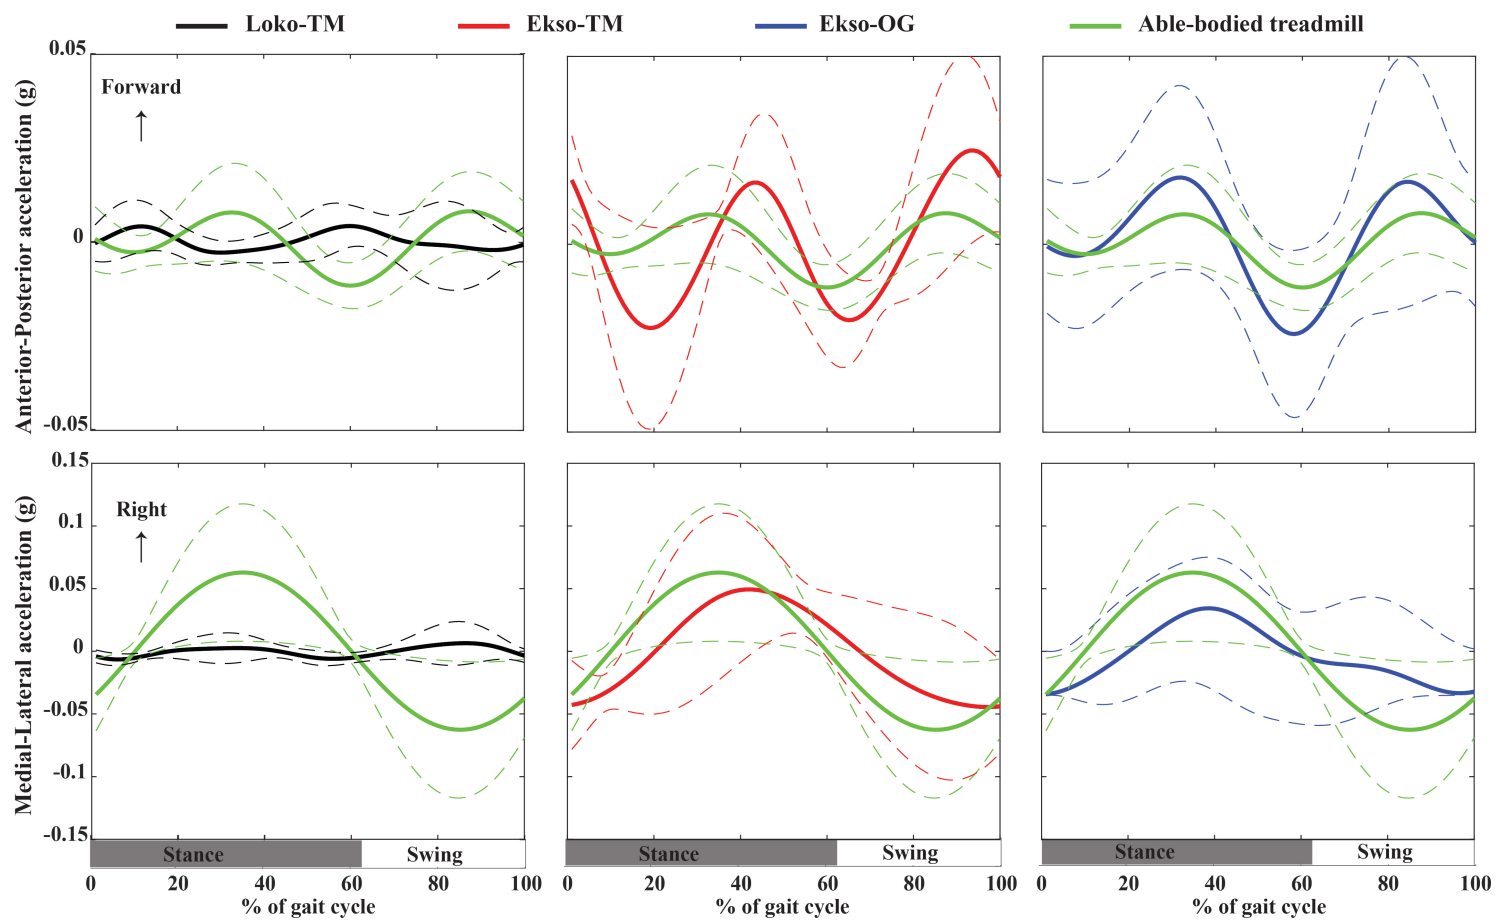 Loko-TM Ekso-TM Ekso-OG Able-bodied treadmill
Anterior-Posterior acceleration (g)
0.05
0
-0.05
Forward
Medial-Lateral acceleration (g)
0.15
0.1
0.05
0
-0.05
-0.1
-0.15
Right
Stance Swing Stance Swing Stance Swing
0 20 40 60 80 100 0 20 40 60 80 100 0 20 40 60 80 100
% of gait cycle % of gait cycle % of gait cycle